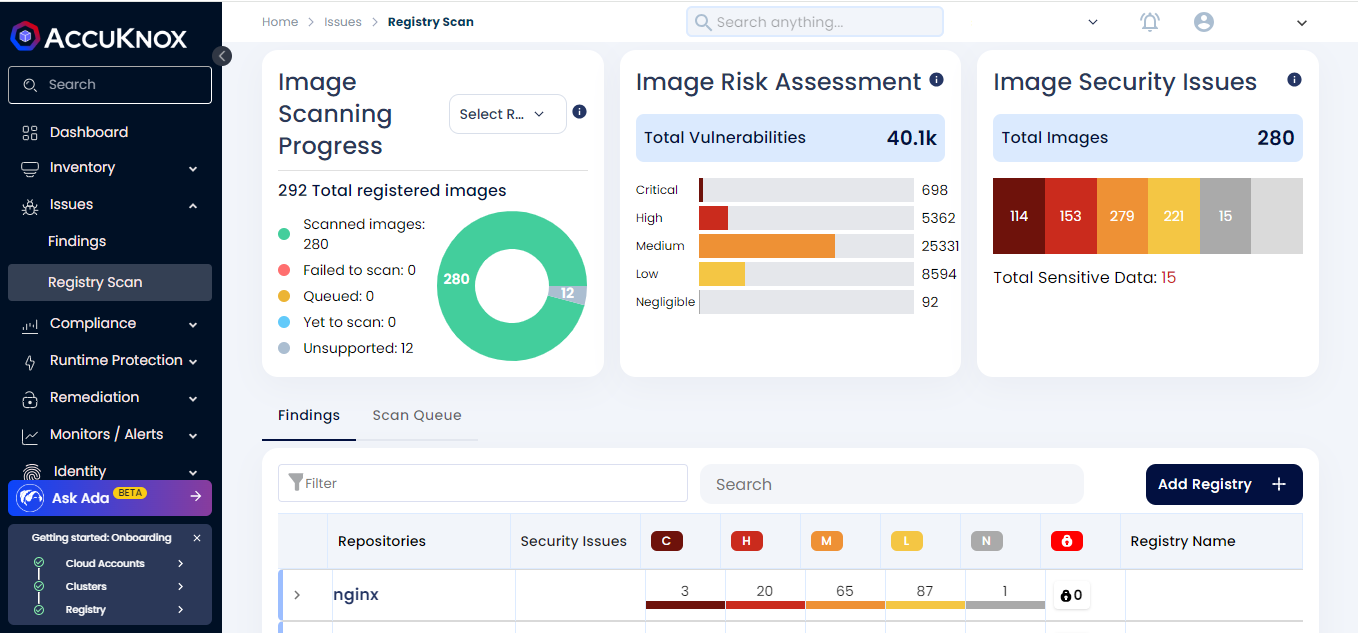 ACCUKNOX
Search
Dashboard
Inventory
Issues
Findings
Registry Scan
Compliance
Runtime Protection
Remediation
Monitors / Alerts
Identity
Ask Ada BETA
Getting started: Onboarding
Cloud Accounts
Clusters
Registry
Home > Issues > Registry Scan
Search anything...
Image
Scanning
Progress
Select R...
292 Total registered images
Scanned images:
280
Failed to scan: 0
Queued: 0
Yet to scan: 0
Unsupported: 12
280
12
Image Risk Assessment
Total Vulnerabilities 40.1k
Critical 698
High 5362
Medium 25331
Low 8594
Negligible 92
Image Security Issues
Total Images 280
114 153 279 221 15
Total Sensitive Data: 15
Findings Scan Queue
Filter
Search
Add Registry +
Repositories Security Issues C H M L N Registry Name
nginx 3 20 65 87 1 0